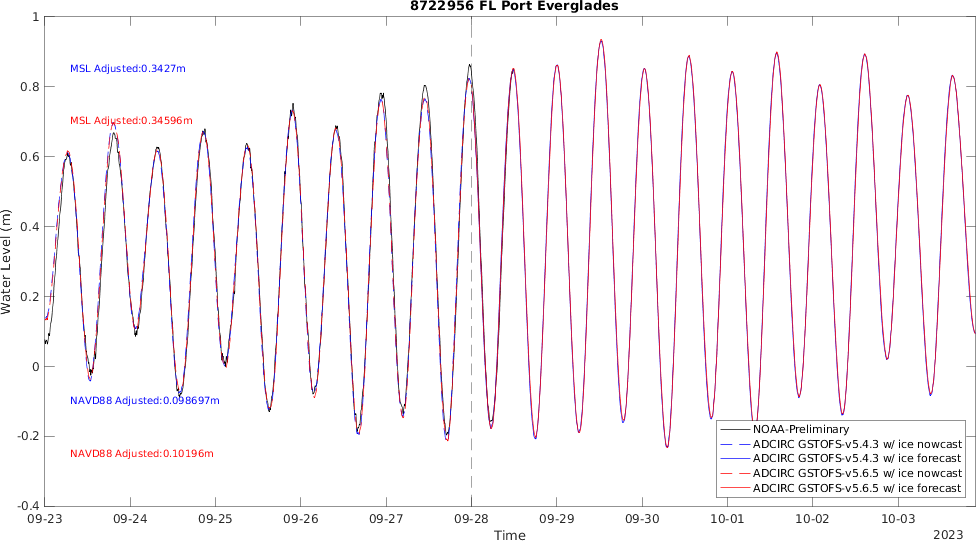 8722956 FL Port Everglades
1
0.8
0.6
0.4
0.2
0
-0.2
-0.4
Water Level (m)
MSL Adjusted:0.3427m
MSL Adjusted:0.34596m
NAVD88 Adjusted:0.098697m
NAVD88 Adjusted:0.10196m
NOAA-Preliminary
ADCIRC GSTOFS-v5.4.3 w/ ice nowcast
ADCIRC GSTOFS-v5.4.3 w/ ice forecast
ADCIRC GSTOFS-v5.6.5 w/ ice nowcast
ADCIRC GSTOFS-v5.6.5 w/ ice forecast
09-23 09-24 09-25 09-26 09-27 09-28 09-29 09-30 10-01 10-02 10-03
Time
2023